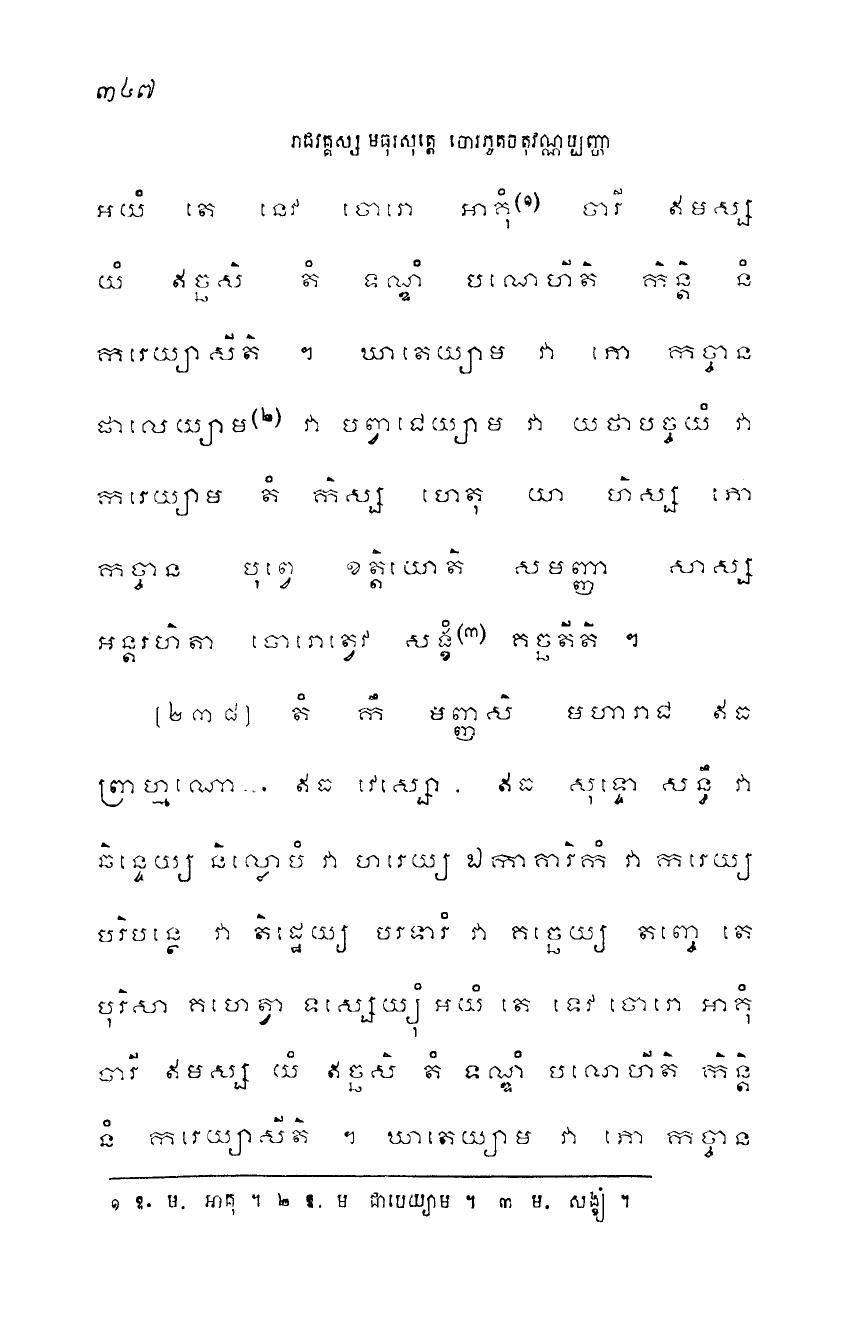 ៣៤៧
រាជវគ្គស្ស មធុរសុត្តេ ចោរភូតចតុវណ្ណប្បញ្ហា
អយំ តេ ទេវ ចោរោ អាគុំ(១) ចារី ឥមស្ស
យំ ឥច្ឆសិ តំ ទណ្ឌំ បណេហីតិ កិន្តិ នំ
ករេយ្យាសីតិ ។ ឃាតេយ្យាម វា ភោ កច្ចាន
ជាលេយ្យាម(២) វា បព្វាជេយ្យាម វា យថាបច្ចយំ វា
ករេយ្យាម តំ កិស្ស ហេតុ យា ហិស្ស ភោ
កច្ចាន បុព្វេ ខត្តិយោតិ សមញ្ញា សាស្ស
អន្តរហិតា ចោរោត្វេវ សង្ខំ(៣) គច្ឆតីតិ ។
[២៣៨] តំ កឹ មញ្ញសិ មហារាជ ឥធ
ព្រាហ្មណោ... ឥធ វេស្សោ . ឥធ សុទ្ទោ សន្ធឹ វា
ឆិន្ទេយ្យ និល្លោបំ វា ហរេយ្យ ឯកាគារិកំ វា ករេយ្យ
បរិបន្ថេ វា តិដ្ឋេយ្យ បរទារំ វា គច្ឆេយ្យ តញ្ចេ តេ
បុរិសា គហេត្វា ទស្សេយ្យុំ អយំ តេ ទេវ ចោរោ អាគុំ
ចារី ឥមស្ស យំ ឥច្ឆសិ តំ ទណ្ឌំ បណេហីតិ កិន្តិ
នំ ករេយ្យាសីតិ ។ ឃាតេយ្យាម វា ភោ កច្ចាន
១ ឱ. ម. អាគុ ។ ២ ឱ. ម ជាបេយ្យាម ។ ៣ ម. សង្ខ្យំ ។